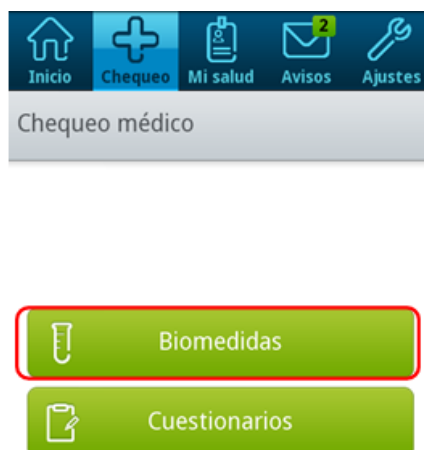 2
Inicio Chequeo Mi salud Avisos Ajustes
Chequeo médico
Biomedidas
Cuestionarios